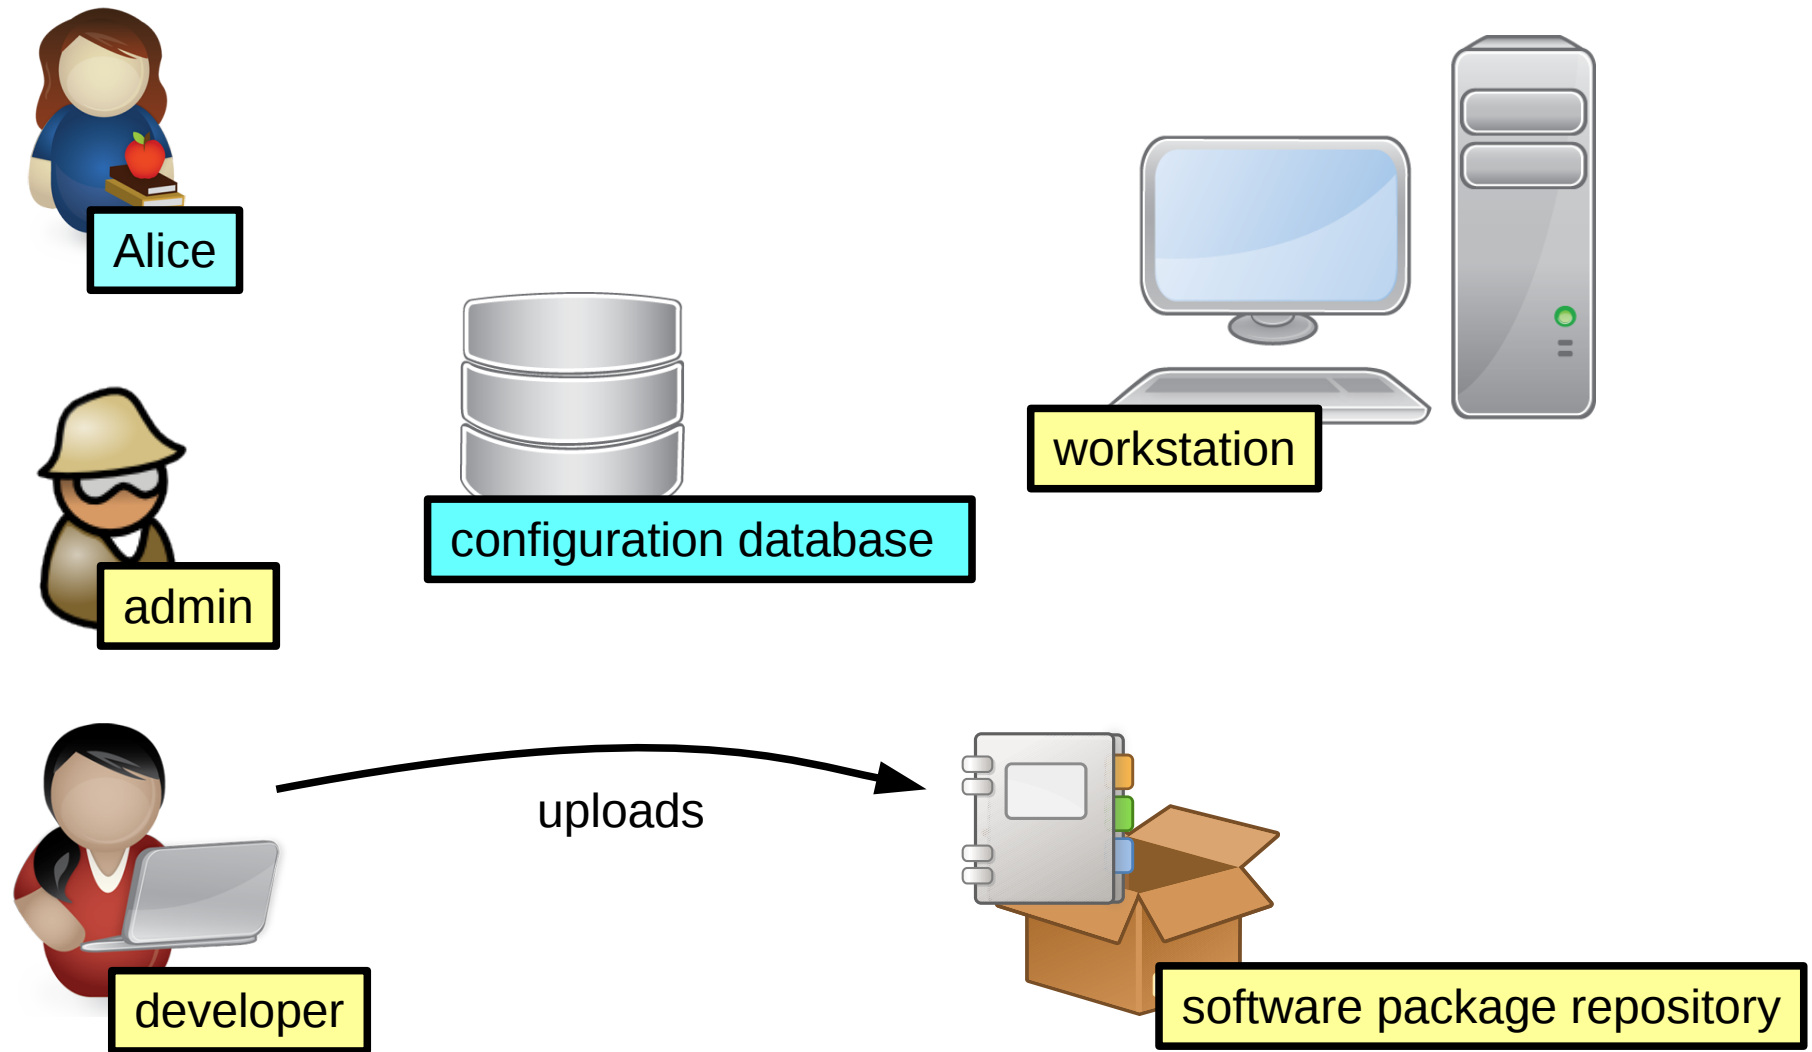 Alice
workstation
configuration database
admin
uploads
developer
software package repository